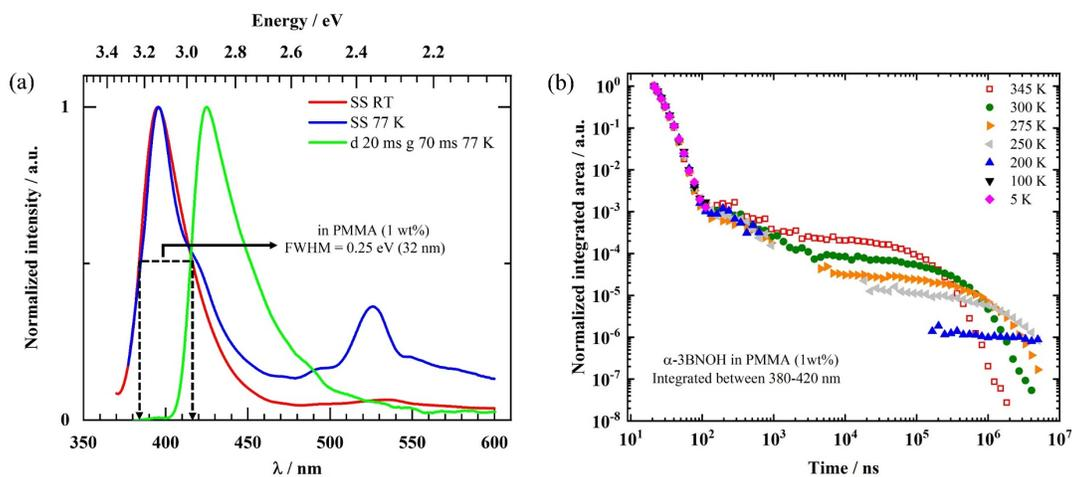 Energy / eV
3.4 3.2 3.0 2.8 2.6 2.4 2.2
(a)
SS RT
SS 77 K
d 20 ms g 70 ms 77 K
in PMMA (1 wt%)
FWHM = 0.25 eV (32 nm)
1
0
Normalized intensity / a.u.
350 400 450 500 550 600
λ / nm
(b)
Normalized integrated area / a.u.
10⁰
10⁻¹
10⁻²
10⁻³
10⁻⁴
10⁻⁵
10⁻⁶
10⁻⁷
10⁻⁸
345 K
300 K
275 K
250 K
200 K
100 K
5 K
α-3BNOH in PMMA (1wt%)
Integrated between 380-420 nm
10¹ 10² 10³ 10⁴ 10⁵ 10⁶ 10⁷
Time / ns